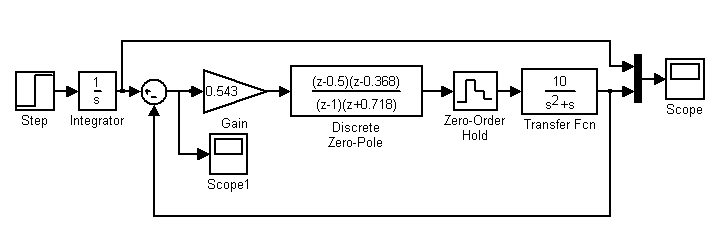 Step
1
s
Integrator
+-
0.543
Gain
Scope1
(z-0.5)(z-0.368)
(z-1)(z+0.718)
Discrete
Zero-Pole
Zero-Order
Hold
10
s²+s
Transfer Fcn
Scope